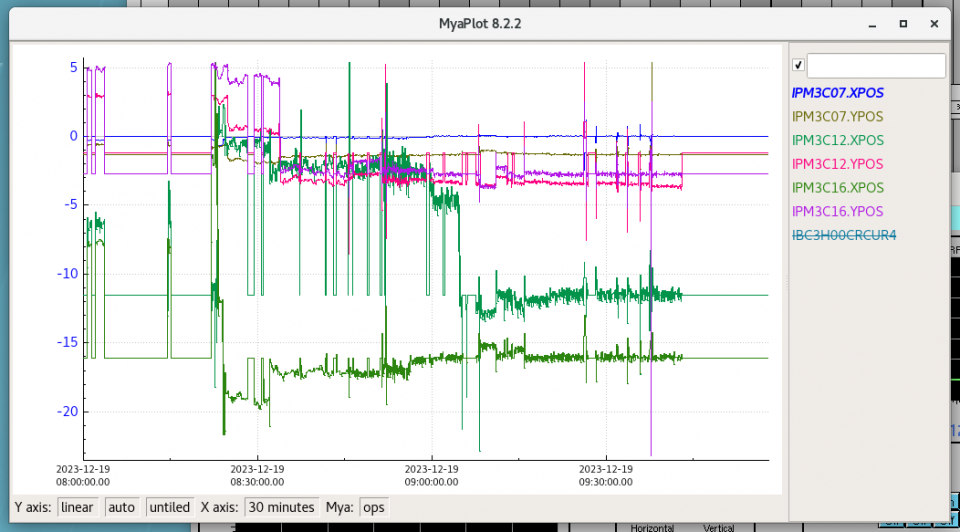 MyaPlot 8.2.2
5
0
-5
-10
-15
-20
2023-12-19
08:00:00.00
2023-12-19
08:30:00.00
2023-12-19
09:00:00.00
2023-12-19
09:30:00.00
IPM3C07.XPOS
IPM3C07.YPOS
IPM3C12.XPOS
IPM3C12.YPOS
IPM3C16.XPOS
IPM3C16.YPOS
IBC3H00CRCUR4
Y axis: linear auto untiled X axis: 30 minutes Mya: ops
Horizontal Vertical